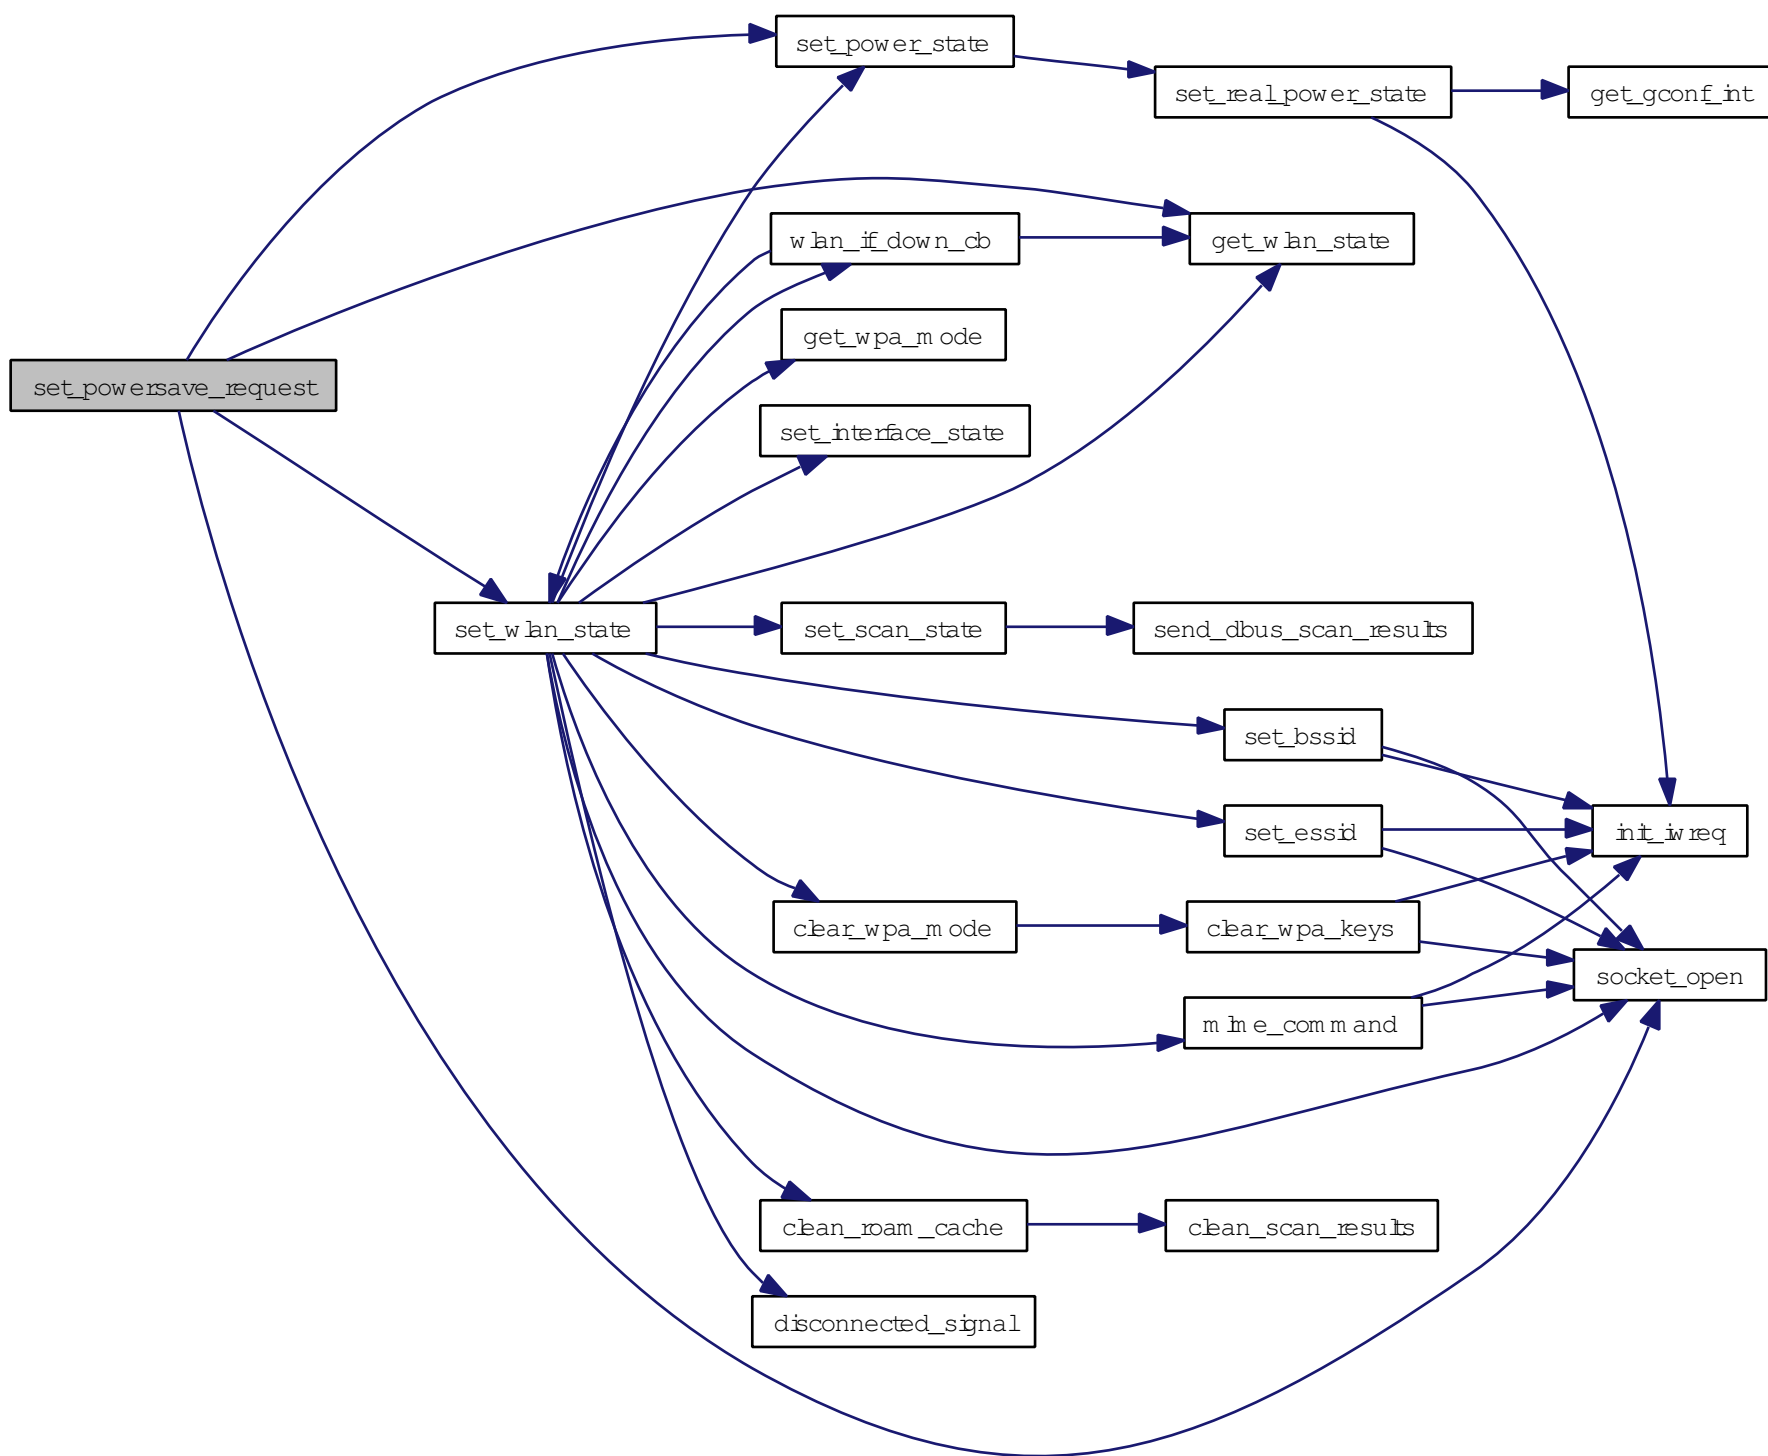 set_power_state
set_real_power_state
get_gconf_int
wlan_if_down_cb
get_wlan_state
get_wpa_mode
set_powersave_request
set_interface_state
set_wlan_state
set_scan_state
send_dbus_scan_results
set_bssid
set_essid
init_iwreq
clear_wpa_mode
clear_wpa_keys
socket_open
mlme_command
clean_roam_cache
clean_scan_results
disconnected_signal